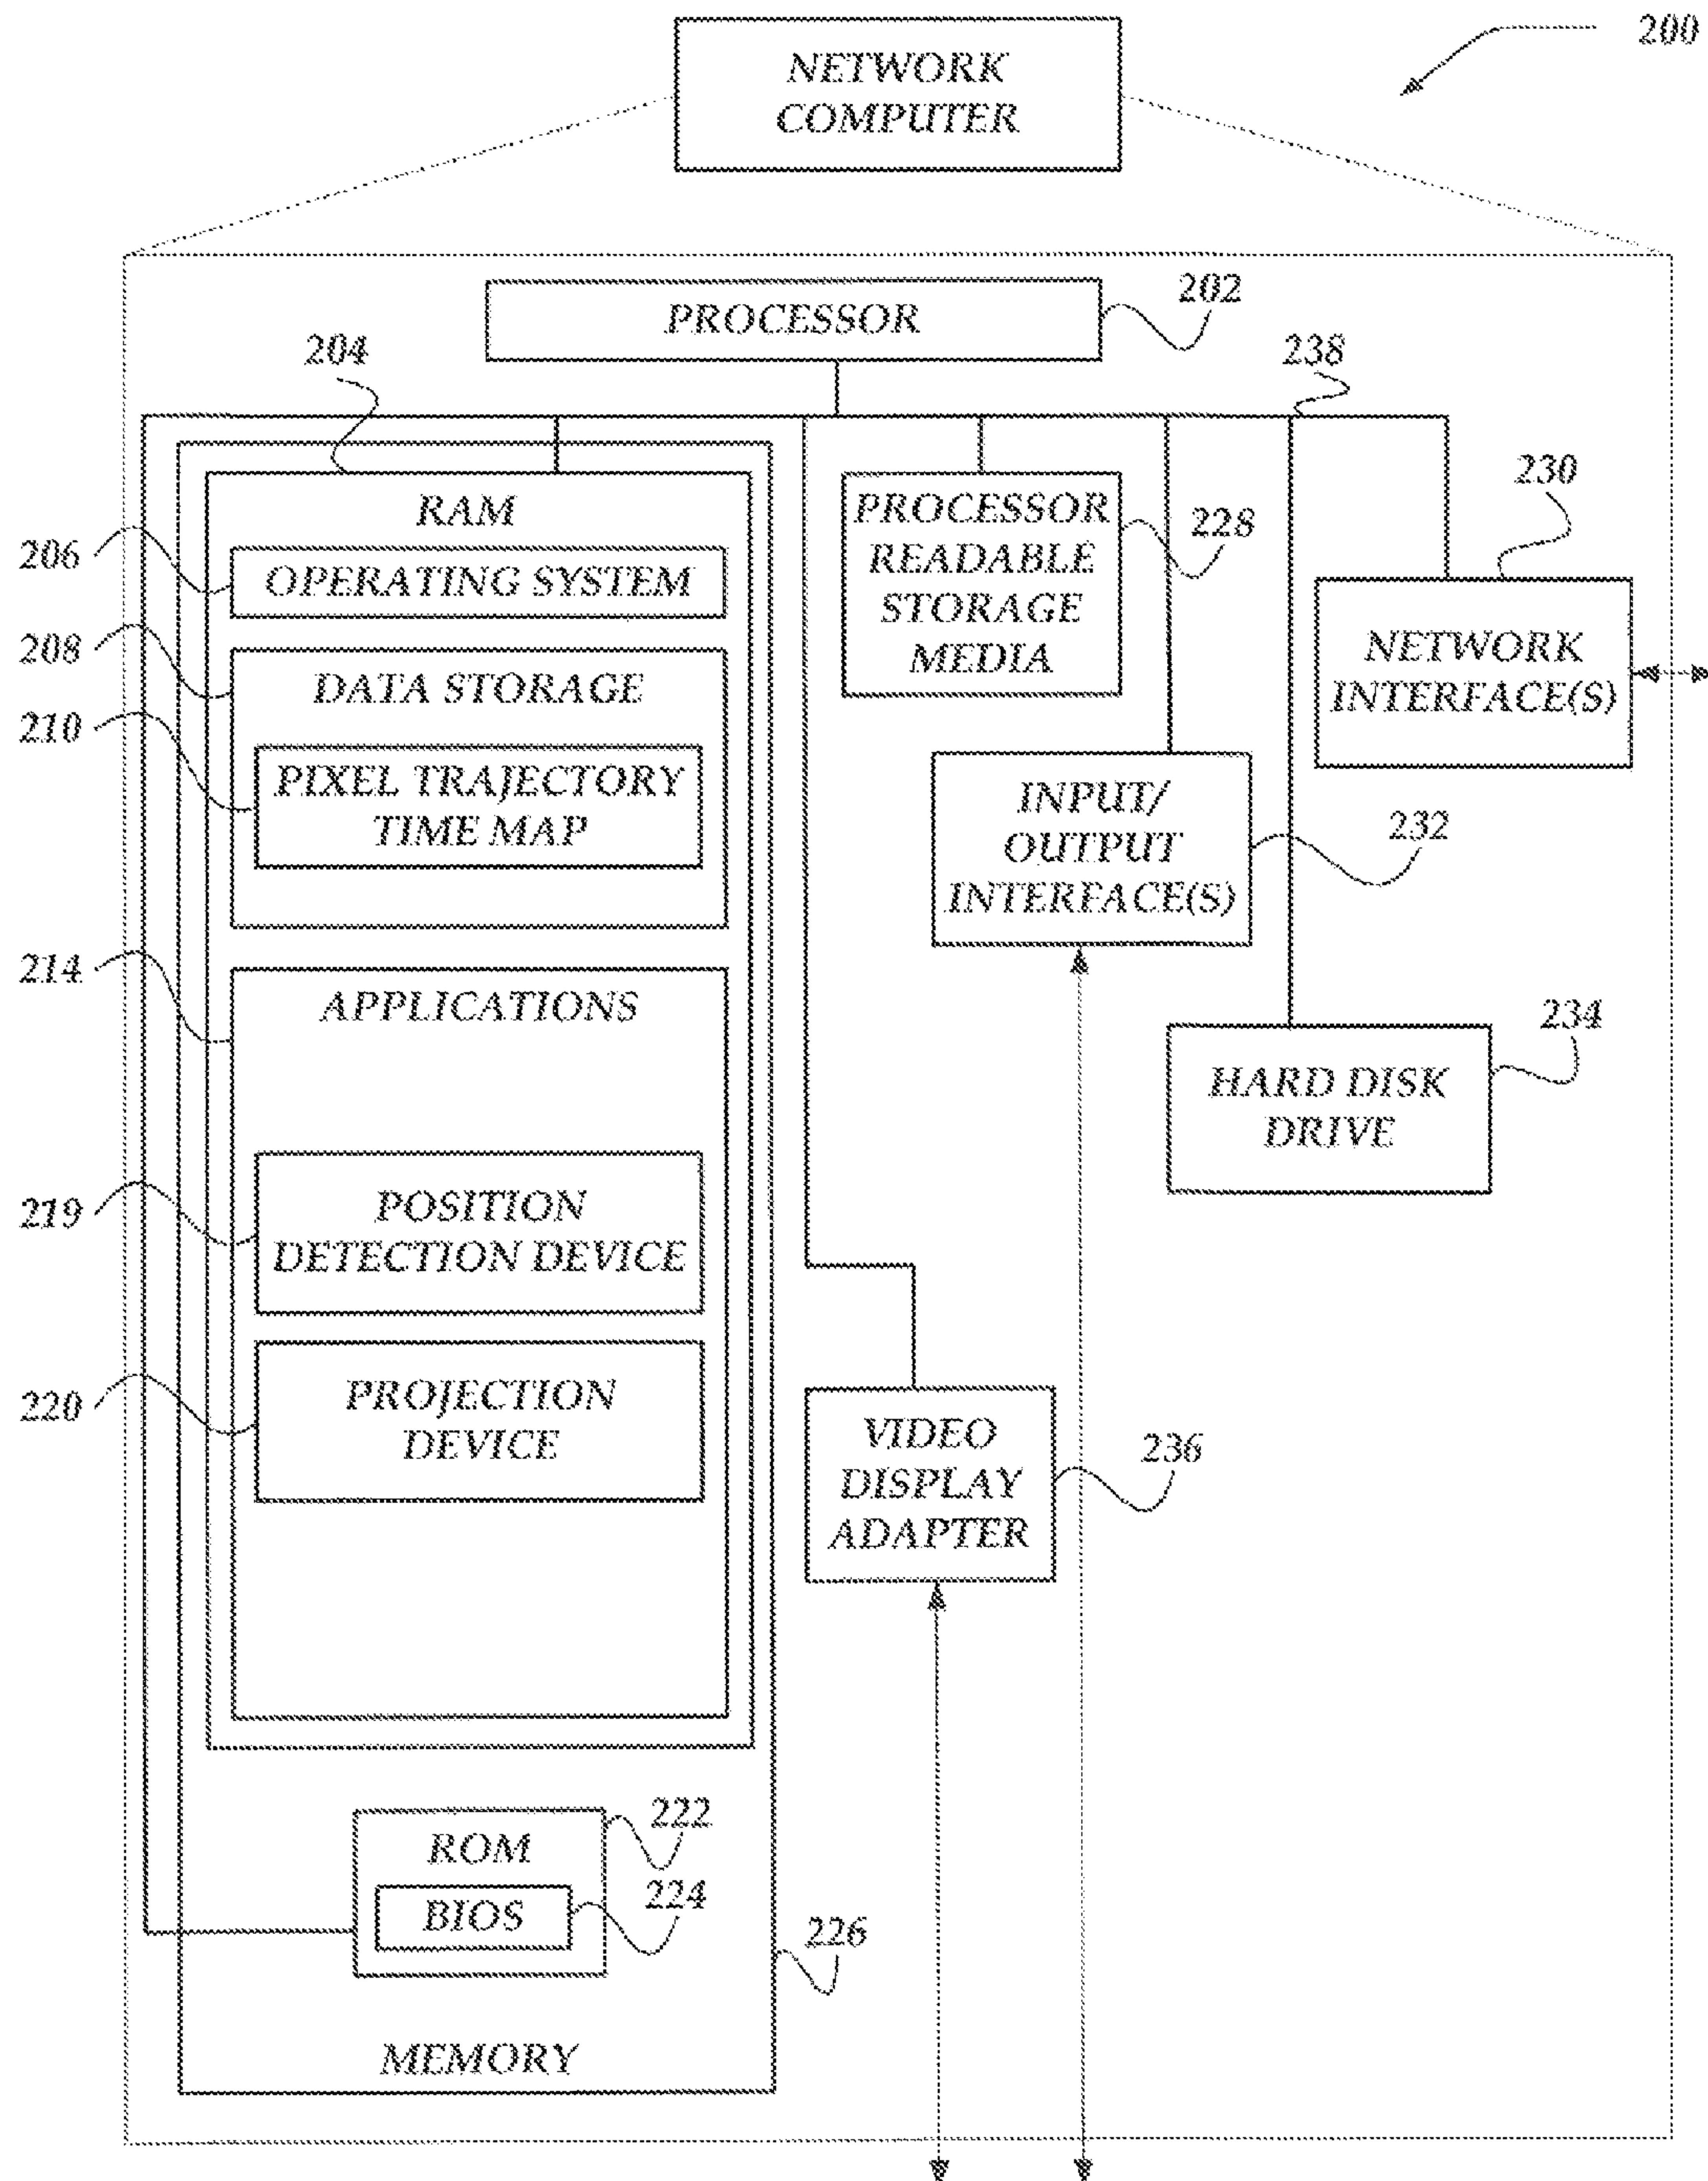 200
NETWORK
COMPUTER
PROCESSOR
202
204
238
RAM
206
OPERATING SYSTEM
208
DATA STORAGE
210
PIXEL TRAJECTORY
TIME MAP
214
APPLICATIONS
219
POSITION
DETECTION DEVICE
220
PROJECTION
DEVICE
ROM
222
BIOS
224
226
MEMORY
PROCESSOR
READABLE
STORAGE
MEDIA
228
230
NETWORK
INTERFACE(S)
INPUT/
OUTPUT
INTERFACE(S)
232
234
HARD DISK
DRIVE
VIDEO
DISPLAY
ADAPTER
236